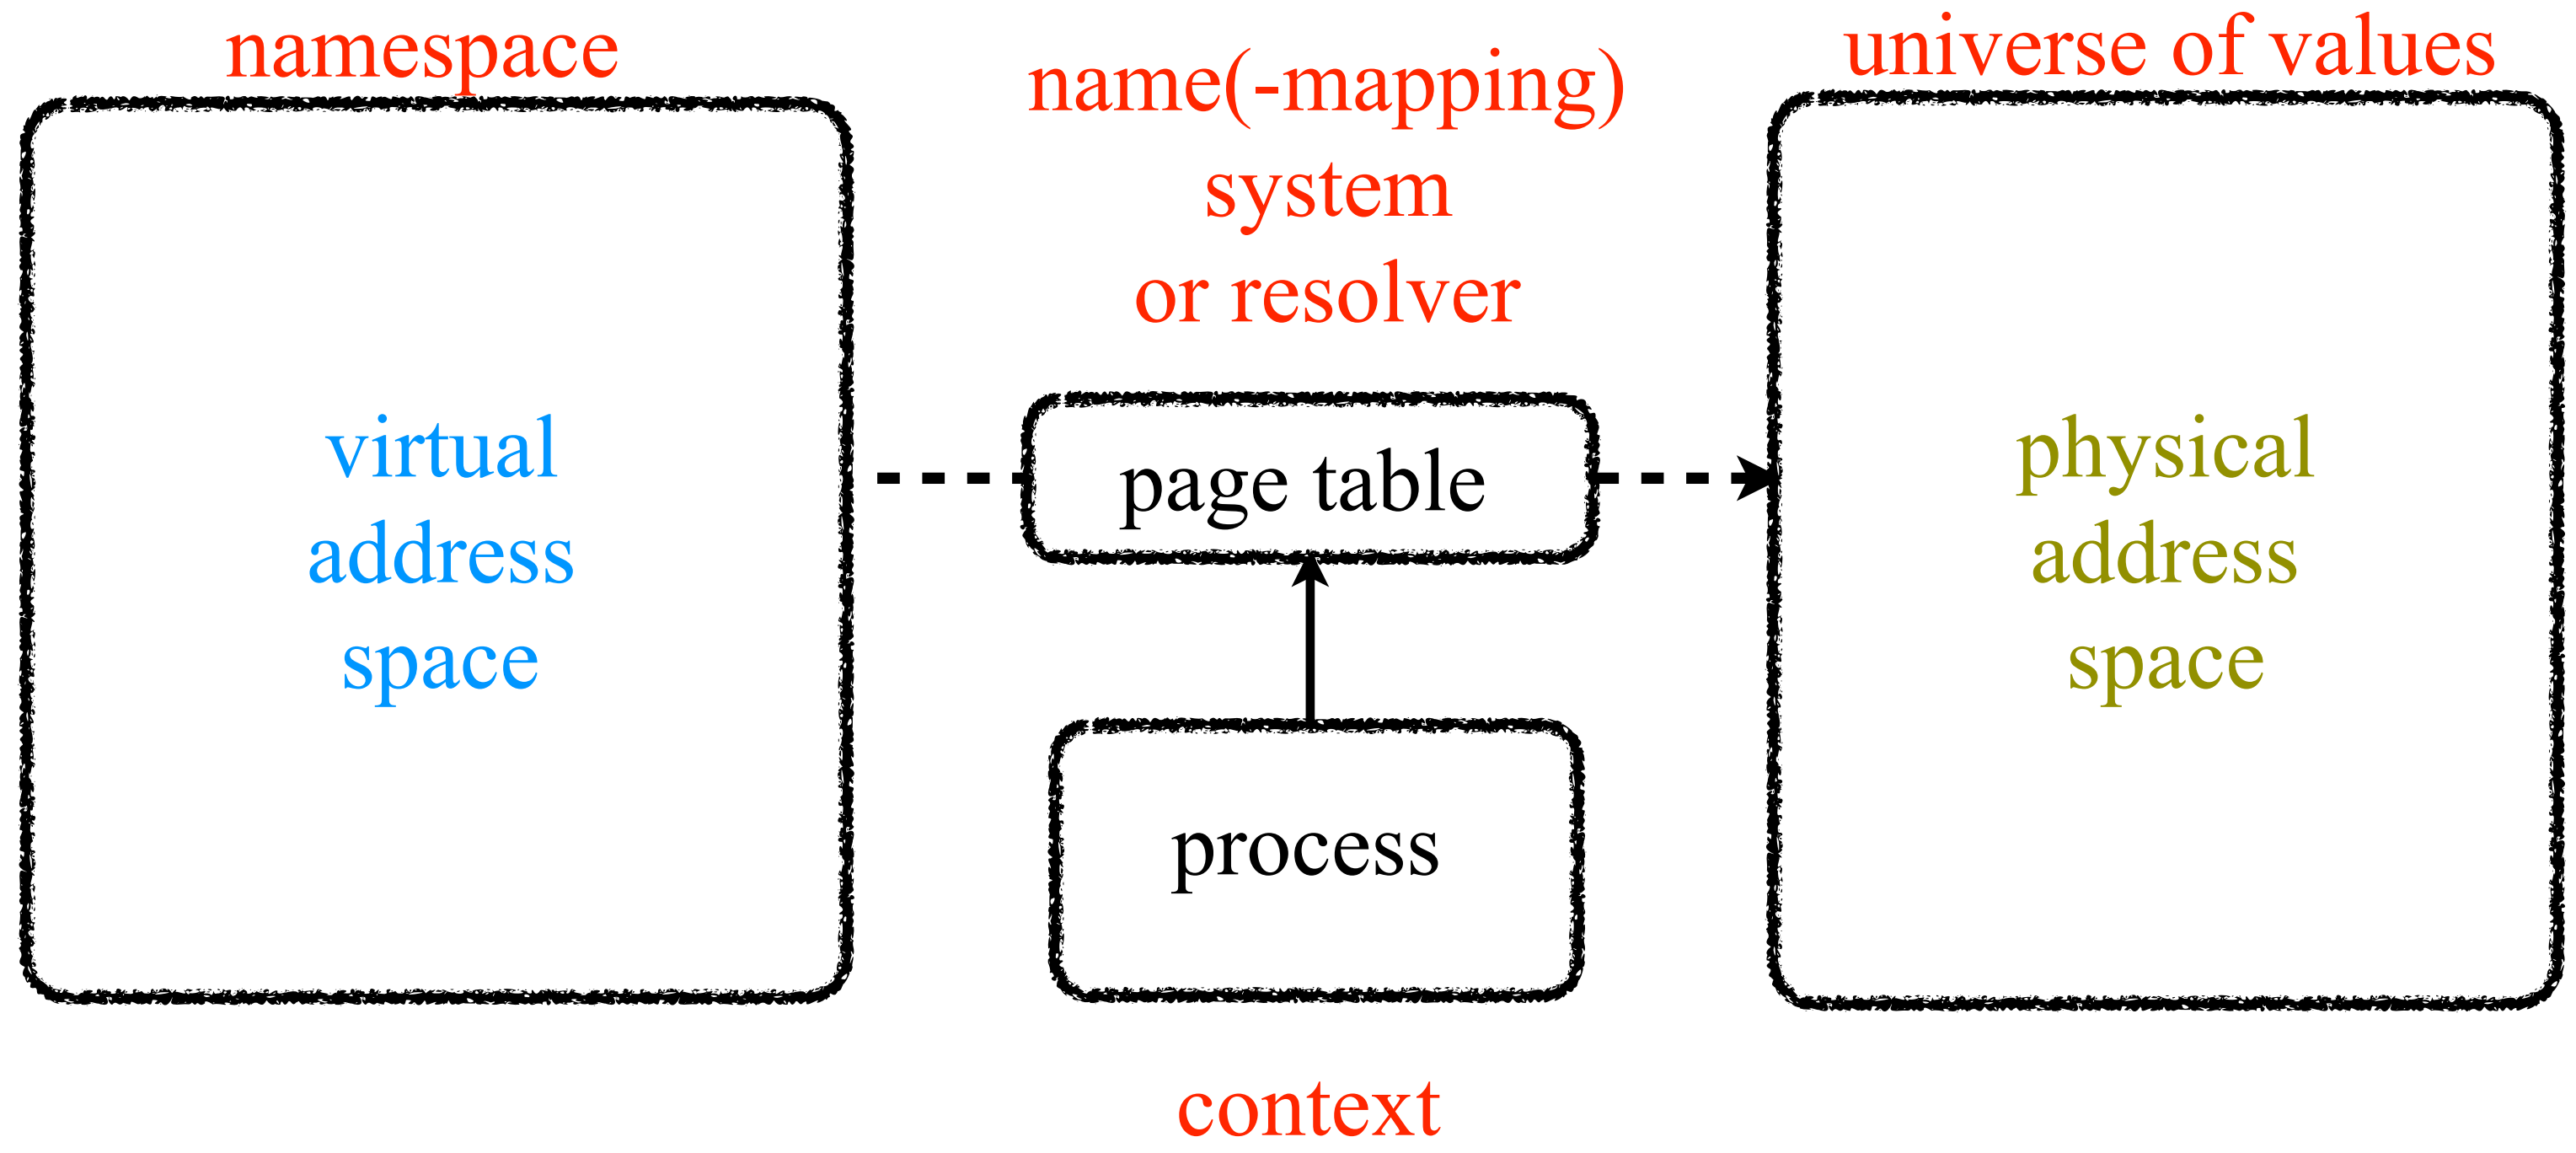 namespace
name(-mapping)
system
or resolver
universe of values
virtual
address
space
page table
physical
address
space
process
context